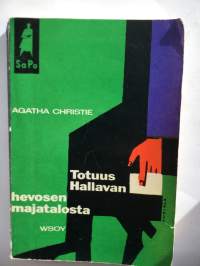 SaPo
AGATHA CHRISTIE
Totuus
Hallavan
hevosen
majatalosta
WSOY